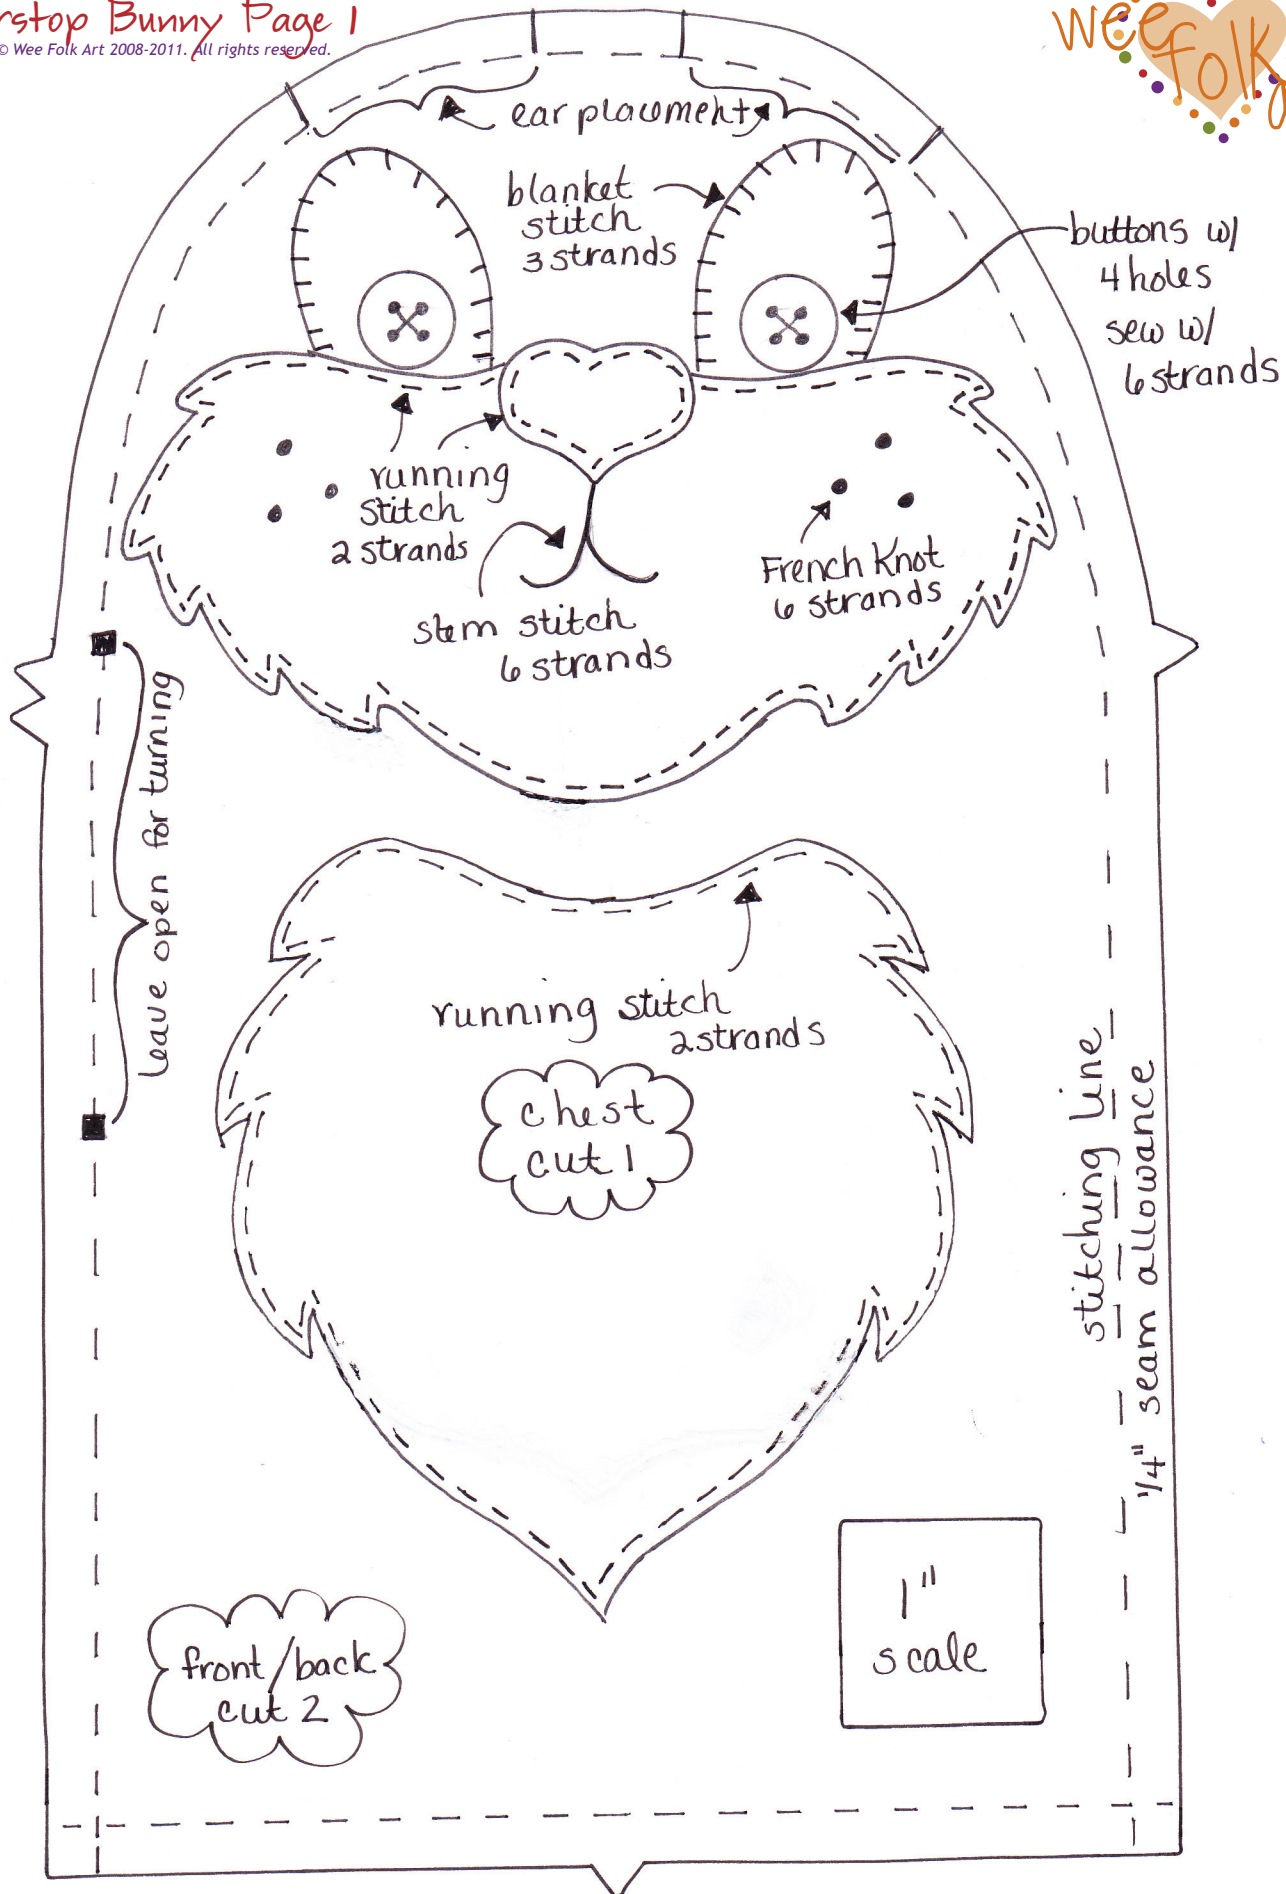 rstop Bunny Page 1
© Wee Folk Art 2008-2011. All rights reserved.
wee
folk
ear placement
blanket
stitch
3 strands
buttons w/
4 holes
sew w/
6 strands
running
stitch
2 strands
French Knot
6 strands
stem stitch
6 strands
leave open for turning
running stitch
2 strands
chest
cut 1
stitching line
1/4" seam allowance
1"
scale
front/back
cut 2